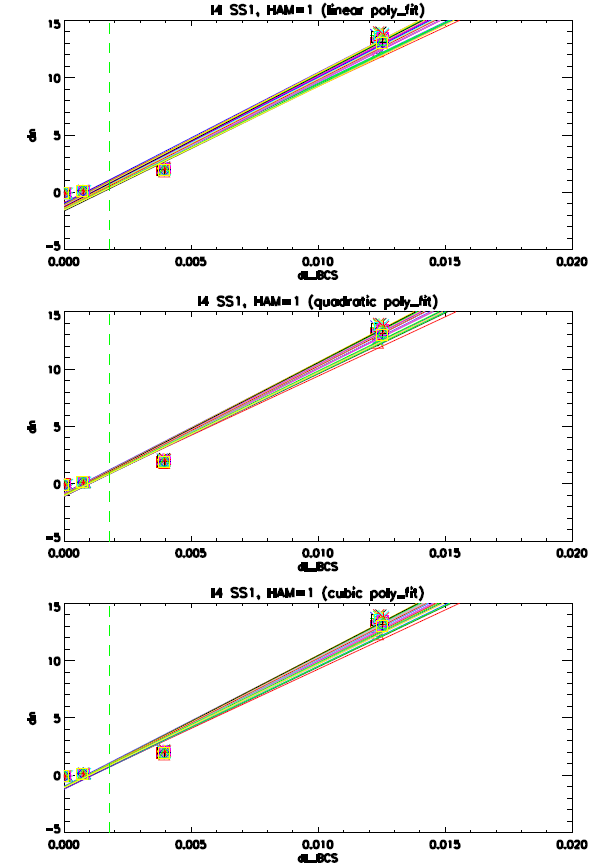 I4 SS1, HAM=1 (linear poly_fit)
15
10
dn
5
0
-5
0.000 0.005 0.010 0.015 0.020
dL_BCS
I4 SS1, HAM=1 (quadratic poly_fit)
15
10
dn
5
0
-5
0.000 0.005 0.010 0.015 0.020
dL_BCS
I4 SS1, HAM=1 (cubic poly_fit)
15
10
dn
5
0
-5
0.000 0.005 0.010 0.015 0.020
dL_BCS